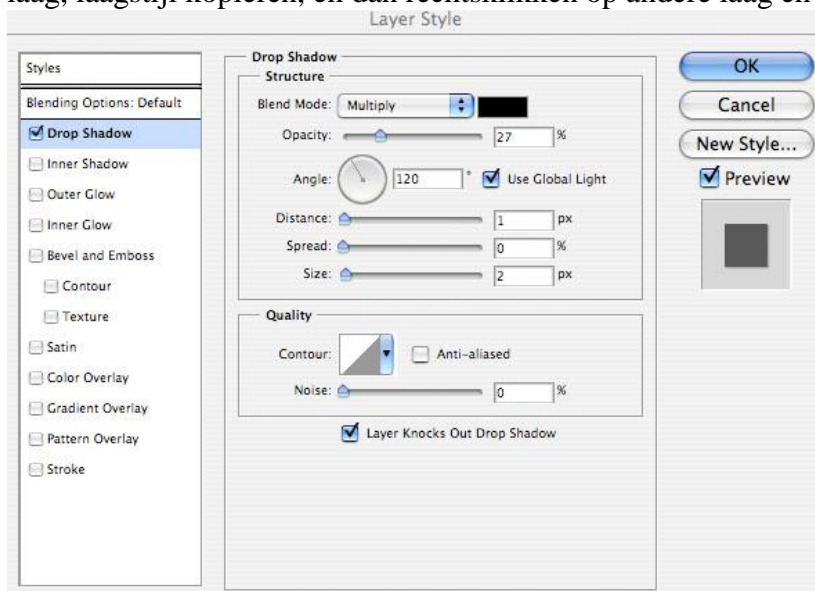 laag, laagstijl kopiëren, en dan rechtsklikken op andere laag en
Layer Style
Styles
Blending Options: Default
Drop Shadow
Inner Shadow
Outer Glow
Inner Glow
Bevel and Emboss
Contour
Texture
Satin
Color Overlay
Gradient Overlay
Pattern Overlay
Stroke
Drop Shadow
Structure
Blend Mode: Multiply
Opacity: 27 %
Angle: 120 ° Use Global Light
Distance: 1 px
Spread: 0 %
Size: 2 px
Quality
Contour: Anti-aliased
Noise: 0 %
Layer Knocks Out Drop Shadow
OK
Cancel
New Style...
Preview